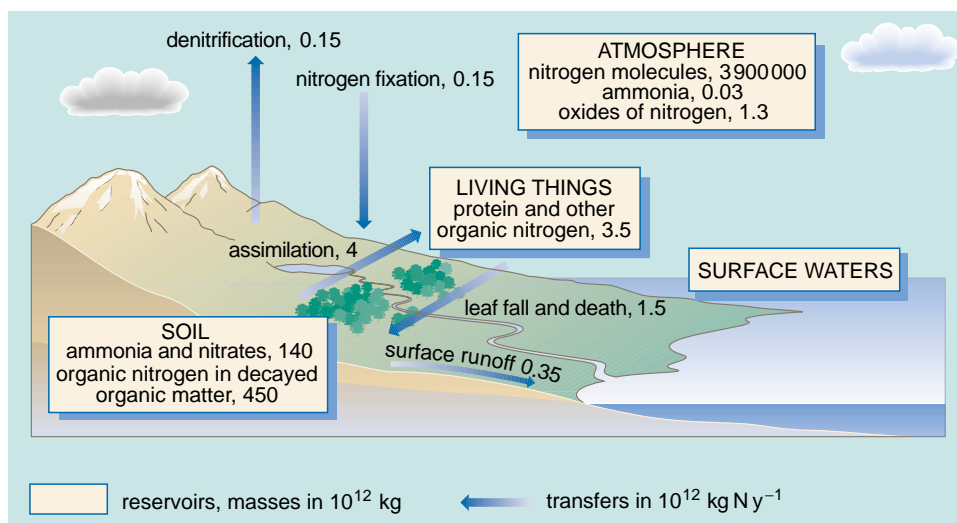 denitrification, 0.15
nitrogen fixation, 0.15
ATMOSPHERE
nitrogen molecules, 3900000
ammonia, 0.03
oxides of nitrogen, 1.3
LIVING THINGS
protein and other
organic nitrogen, 3.5
assimilation, 4
SURFACE WATERS
leaf fall and death, 1.5
SOIL
ammonia and nitrates, 140
organic nitrogen in decayed
organic matter, 450
surface runoff 0.35
reservoirs, masses in 10¹² kg
transfers in 10¹² kg N y⁻¹